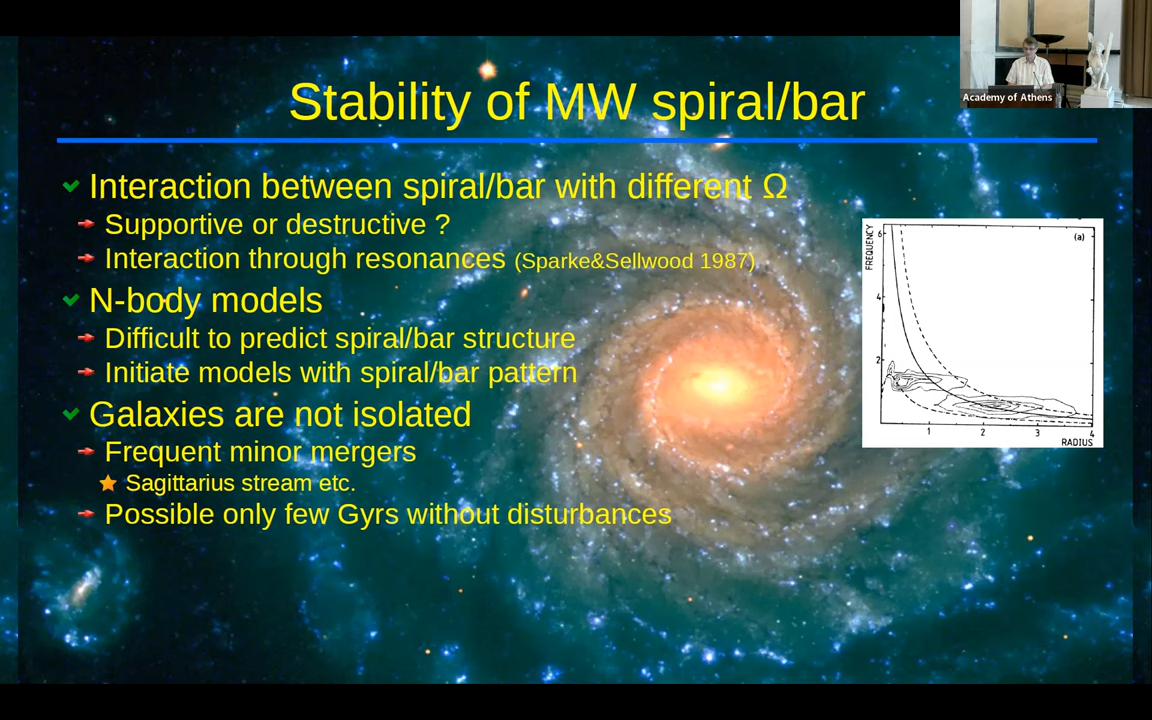 Academy of Athens
Stability of MW spiral/bar
Interaction between spiral/bar with different Ω
Supportive or destructive ?
Interaction through resonances (Sparke&Sellwood 1987)
N-body models
Difficult to predict spiral/bar structure
Initiate models with spiral/bar pattern
Galaxies are not isolated
Frequent minor mergers
Sagittarius stream etc.
Possible only few Gyrs without disturbances
FREQUENCY
(a)
6
4
2
1 2 3 4
RADIUS